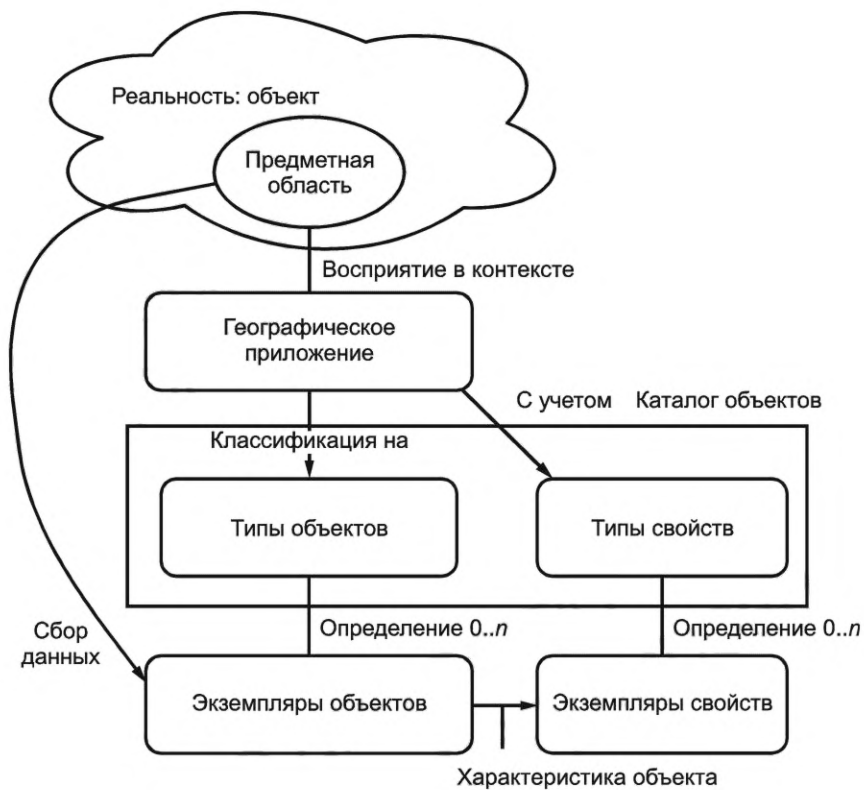 Реальность: объект
Предметная
область
Восприятие в контексте
Географическое
приложение
С учетом Каталог объектов
Классификация на
Типы объектов
Типы свойств
Определение 0..n
Определение 0..n
Сбор
данных
Экземпляры объектов
Экземпляры свойств
Характеристика объекта